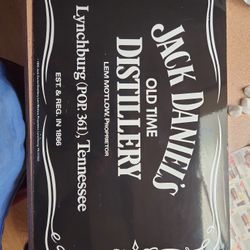 JACK DANIEL'S
OLD TIME
DISTILLERY
LEM MOTLOW, PROPRIETOR
Lynchburg (POP. 361), Tennessee
EST. & REG. IN 1866